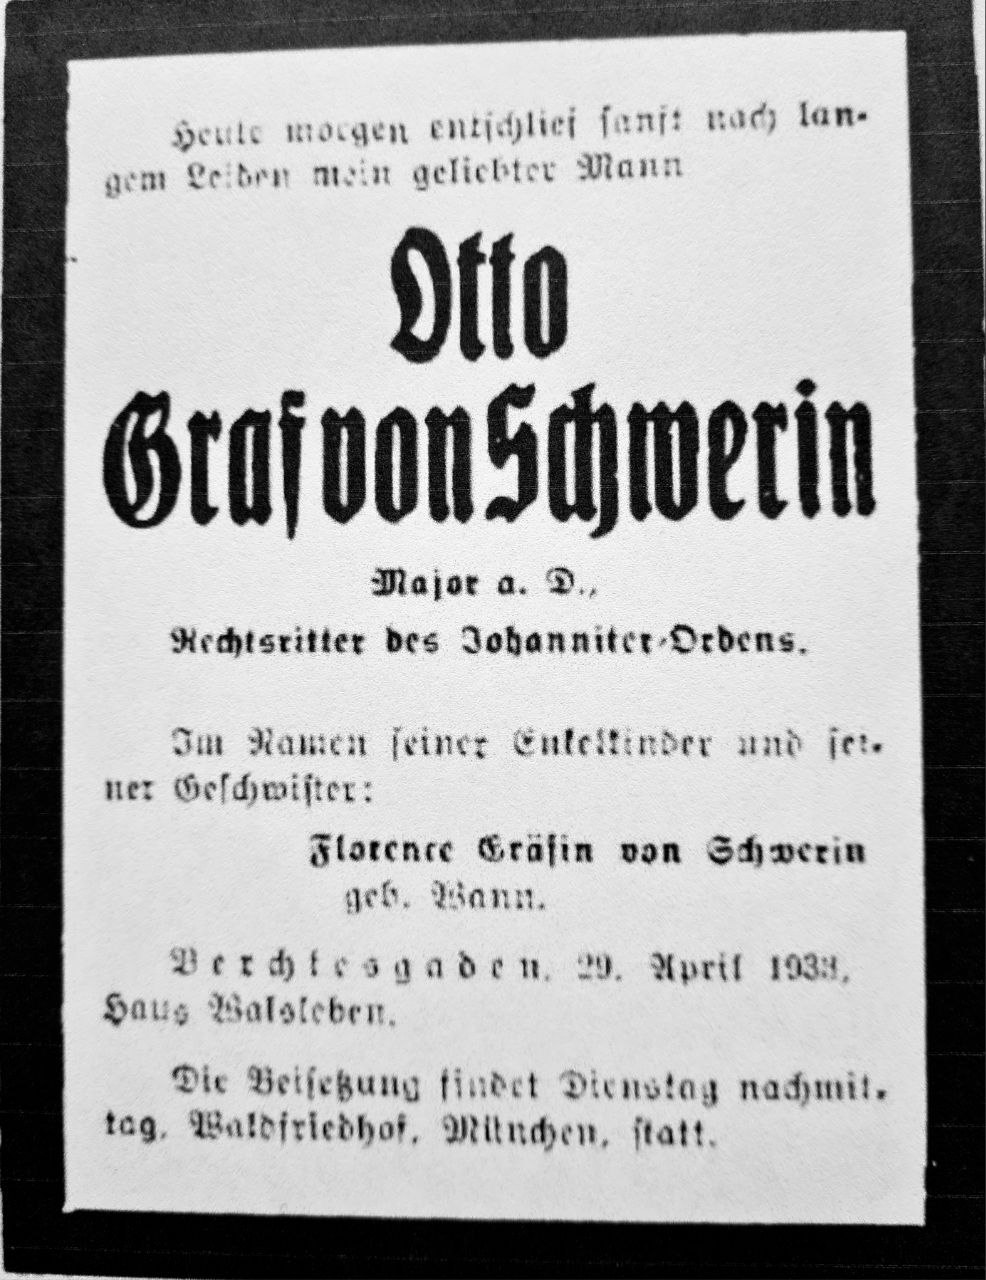 Heute morgen entschlief sanft nach lan-
gem Leiden mein geliebter Mann
Otto
Graf von Schwerin
Major a. D.,
Rechtsritter des Johanniter-Ordens.
Im Namen seiner Enkelkinder und sei-
ner Geschwister:
Florence Gräfin von Schwerin
geb. Wann.
Berchtesgaden, 29. April
Haus Walsleben.
Die Beisetzung findet Dienstag nachmit-
tag, Waldfriedhof, München, statt.